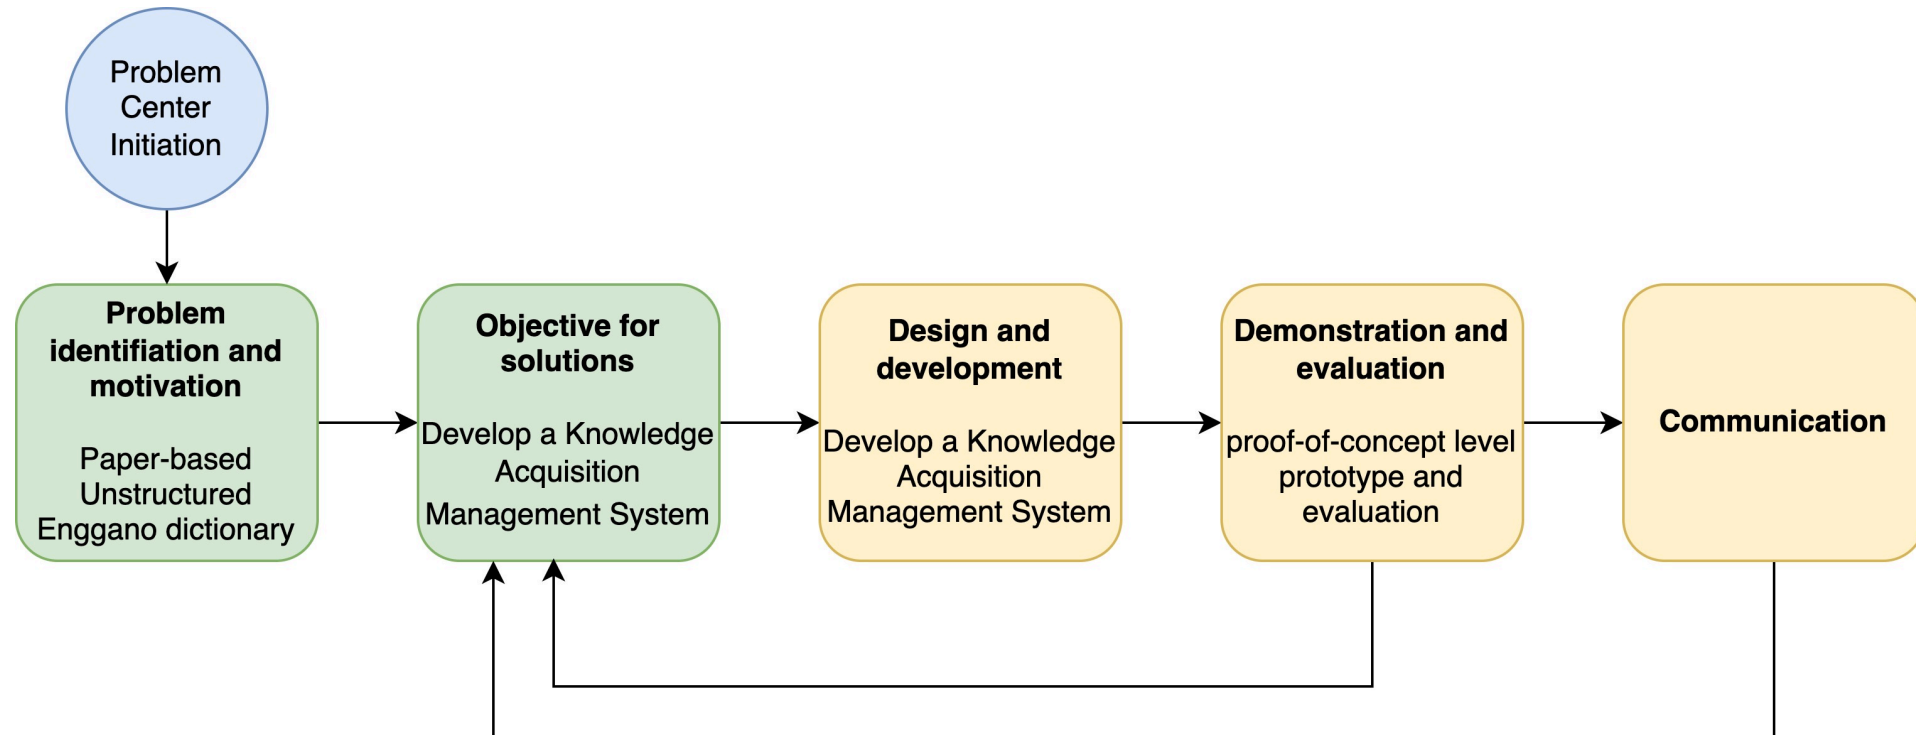 Problem
Center
Initiation
Problem
identifiation and
motivation
Paper-based
Unstructured
Enggano dictionary
Objective for
solutions
Develop a Knowledge
Acquisition
Management System
Design and
development
Develop a Knowledge
Acquisition
Management System
Demonstration and
evaluation
proof-of-concept level
prototype and
evaluation
Communication